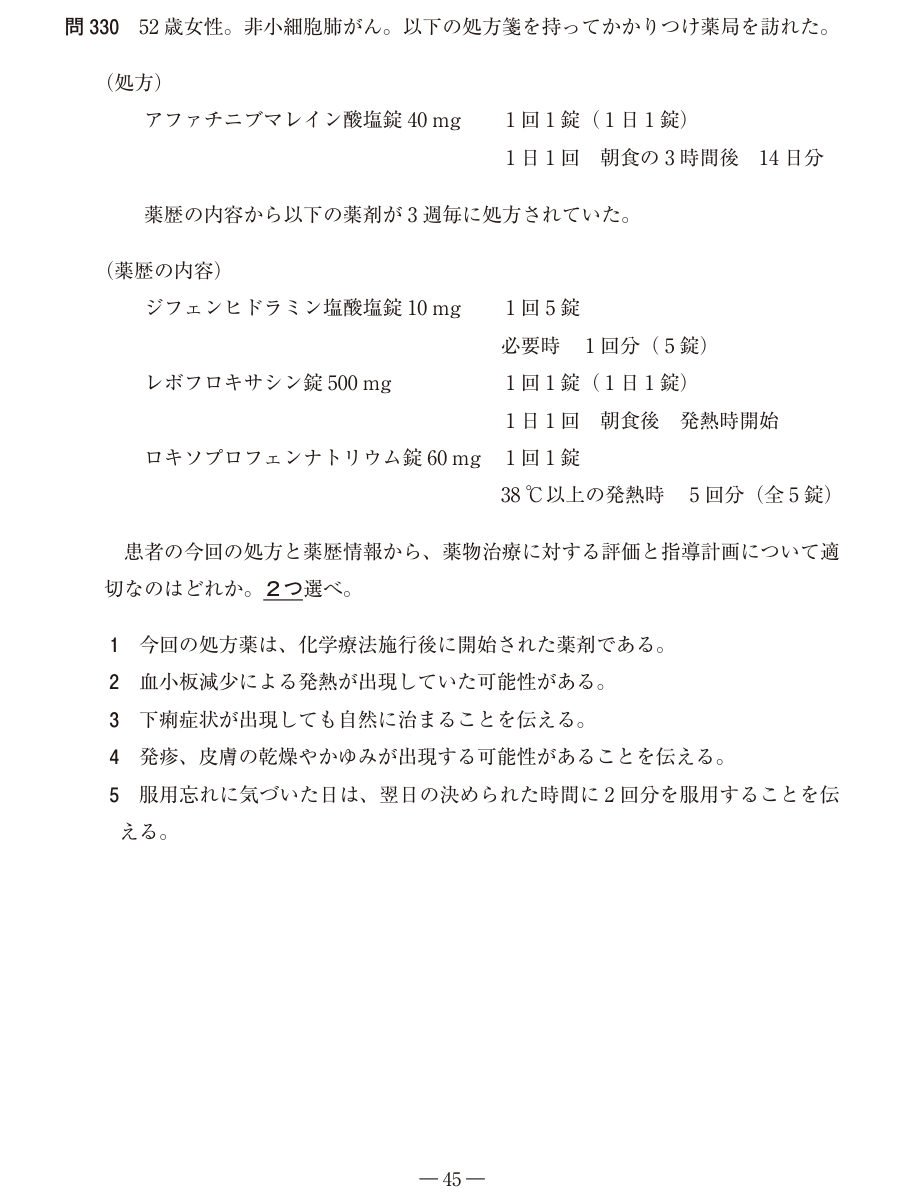 問 330　52 歳女性。非小細胞肺がん。以下の処方箋を持ってかかりつけ薬局を訪れた。
（処方）
アファチニブマレイン酸塩錠 40 mg　　1 回 1 錠（ 1 日 1 錠）
1 日 1 回　朝食の 3 時間後　14 日分
薬歴の内容から以下の薬剤が 3 週毎に処方されていた。
（薬歴の内容）
ジフェンヒドラミン塩酸塩錠 10 mg　　1 回 5 錠
必要時　1 回分（ 5 錠）
レボフロキサシン錠 500 mg　　1 回 1 錠（ 1 日 1 錠）
1 日 1 回　朝食後　発熱時開始
ロキソプロフェンナトリウム錠 60 mg　1 回 1 錠
38 ℃以上の発熱時　5 回分（全 5 錠）
患者の今回の処方と薬歴情報から、薬物治療に対する評価と指導計画について適
切なのはどれか。2つ選べ。
1　今回の処方薬は、化学療法施行後に開始された薬剤である。
2　血小板減少による発熱が出現していた可能性がある。
3　下痢症状が出現しても自然に治まることを伝える。
4　発疹、皮膚の乾燥やかゆみが出現する可能性があることを伝える。
5　服用忘れに気づいた日は、翌日の決められた時間に 2 回分を服用することを伝
える。
― 45 ―